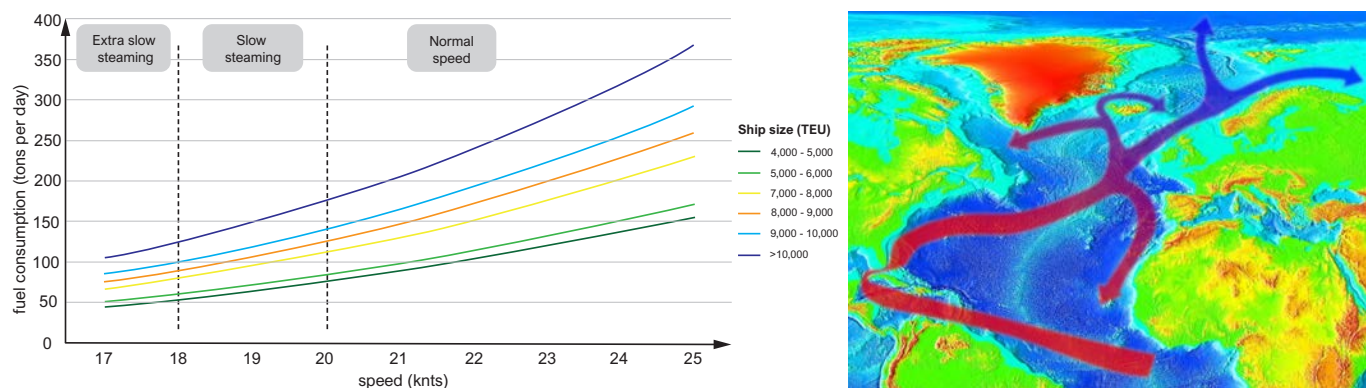 400
350
300
250
200
150
100
50
0
fuel consumption (tons per day)
Extra slow
steaming
Slow
steaming
Normal
speed
17 18 19 20 21 22 23 24 25
speed (knts)
Ship size (TEU)
4,000 - 5,000
5,000 - 6,000
7,000 - 8,000
8,000 - 9,000
9,000 - 10,000
>10,000